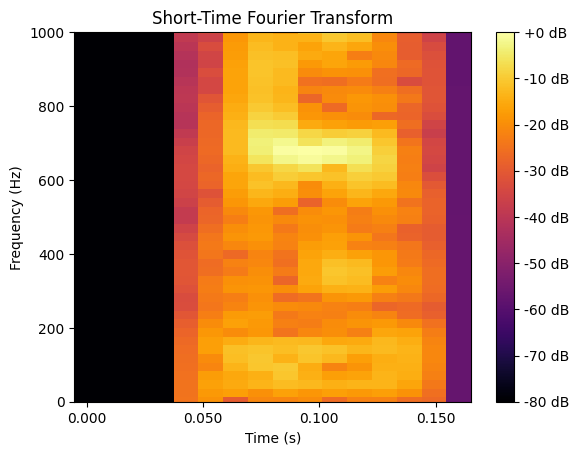 Short-Time Fourier Transform
Frequency (Hz)
1000
800
600
400
200
0
0.000
0.050
0.100
0.150
Time (s)
+0 dB
-10 dB
-20 dB
-30 dB
-40 dB
-50 dB
-60 dB
-70 dB
-80 dB